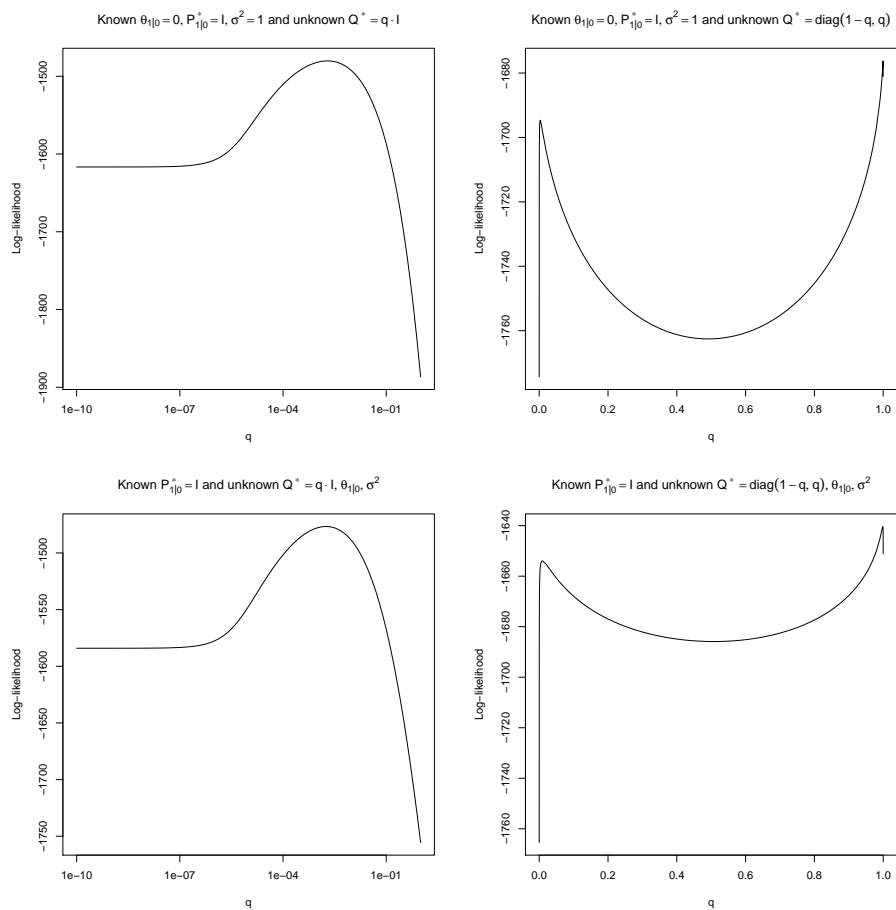 Known θ₁|₀ = 0, P*₁|₀ = I, σ² = 1 and unknown Q* = q · I
Log−likelihood
−1500
−1600
−1700
−1800
−1900
1e−10
1e−07
1e−04
1e−01
q
Known θ₁|₀ = 0, P*₁|₀ = I, σ² = 1 and unknown Q* = diag(1 − q, q)
Log−likelihood
−1680
−1700
−1720
−1740
−1760
0.0
0.2
0.4
0.6
0.8
1.0
q
Known P*₁|₀ = I and unknown Q* = q · I, θ₁|₀, σ²
Log−likelihood
−1500
−1550
−1600
−1650
−1700
−1750
1e−10
1e−07
1e−04
1e−01
q
Known P*₁|₀ = I and unknown Q* = diag(1 − q, q), θ₁|₀, σ²
Log−likelihood
−1640
−1660
−1680
−1700
−1720
−1740
−1760
0.0
0.2
0.4
0.6
0.8
1.0
q